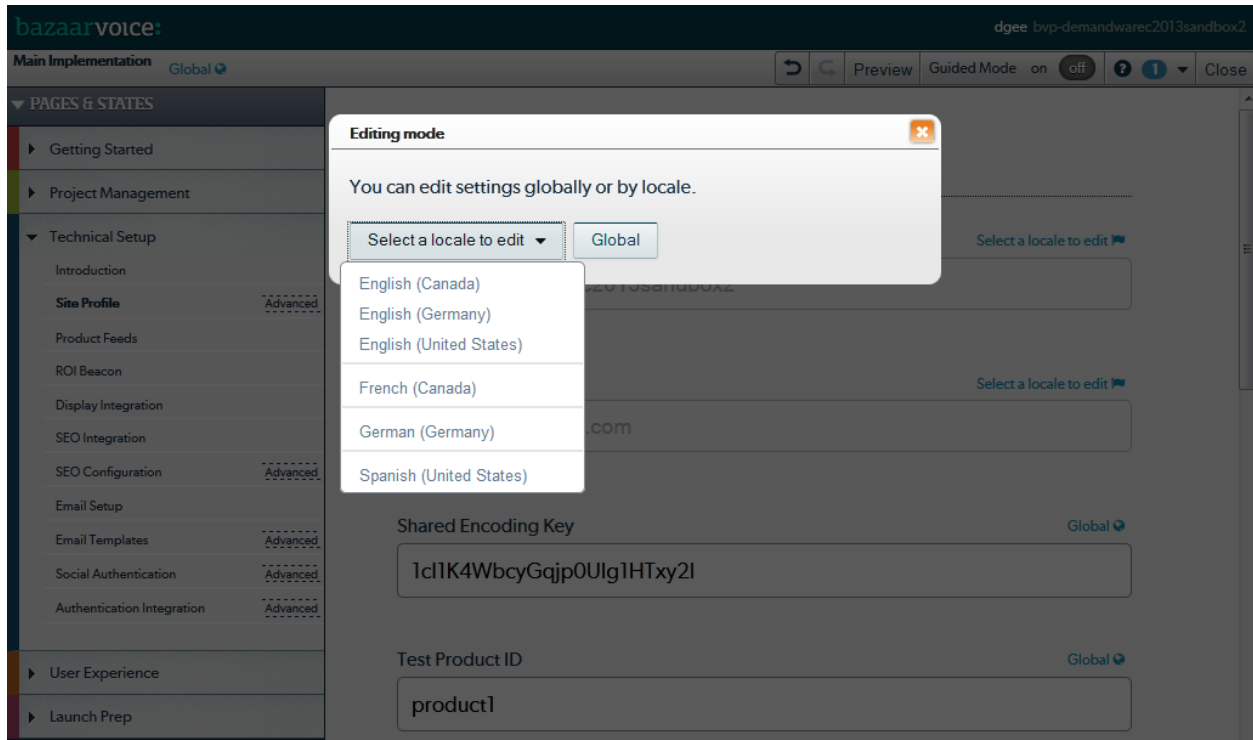 bazaarvoice:
dgee bvp-demandwarec2013sandbox2
Main Implementation Global
Preview Guided Mode on off ? 1 Close
PAGES & STATES
Editing mode
Getting Started
You can edit settings globally or by locale.
Project Management
Select a locale to edit Global
Technical Setup
Select a locale to edit
Introduction
English (Canada)
Site Profile Advanced
English (Germany)
Product Feeds
English (United States)
ROI Beacon
French (Canada)
Select a locale to edit
Display Integration
German (Germany)
.com
SEO Integration
SEO Configuration Advanced
Spanish (United States)
Email Setup
Shared Encoding Key Global
Email Templates Advanced
Social Authentication Advanced
Authentication Integration Advanced
Test Product ID Global
User Experience
product1
Launch Prep